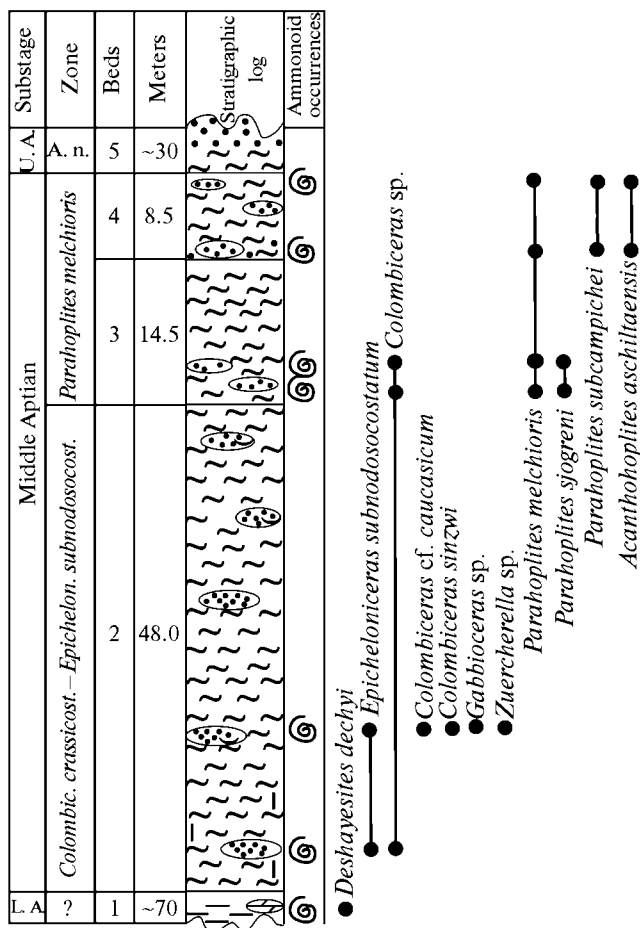 Substage
Zone
Beds
Meters
Stratigraphic
log
Ammonoid
occurrences
U. A.
A. n.
5
~30
Middle Aptian
Parahoplites melchioris
4
8.5
3
14.5
Colombic. crassicost.–Epichelon. subnodosocost.
2
48.0
L. A.
?
1
~70
Deshayesites dechyi
Epicheloniceras subnodosocostatum
Colombiceras sp.
Colombiceras cf. caucasicum
Colombiceras sinzwi
Gabbioceras sp.
Zuercherella sp.
Parahoplites melchioris
Parahoplites sjogreni
Parahoplites subcampichei
Acanthohoplites aschiltaensis